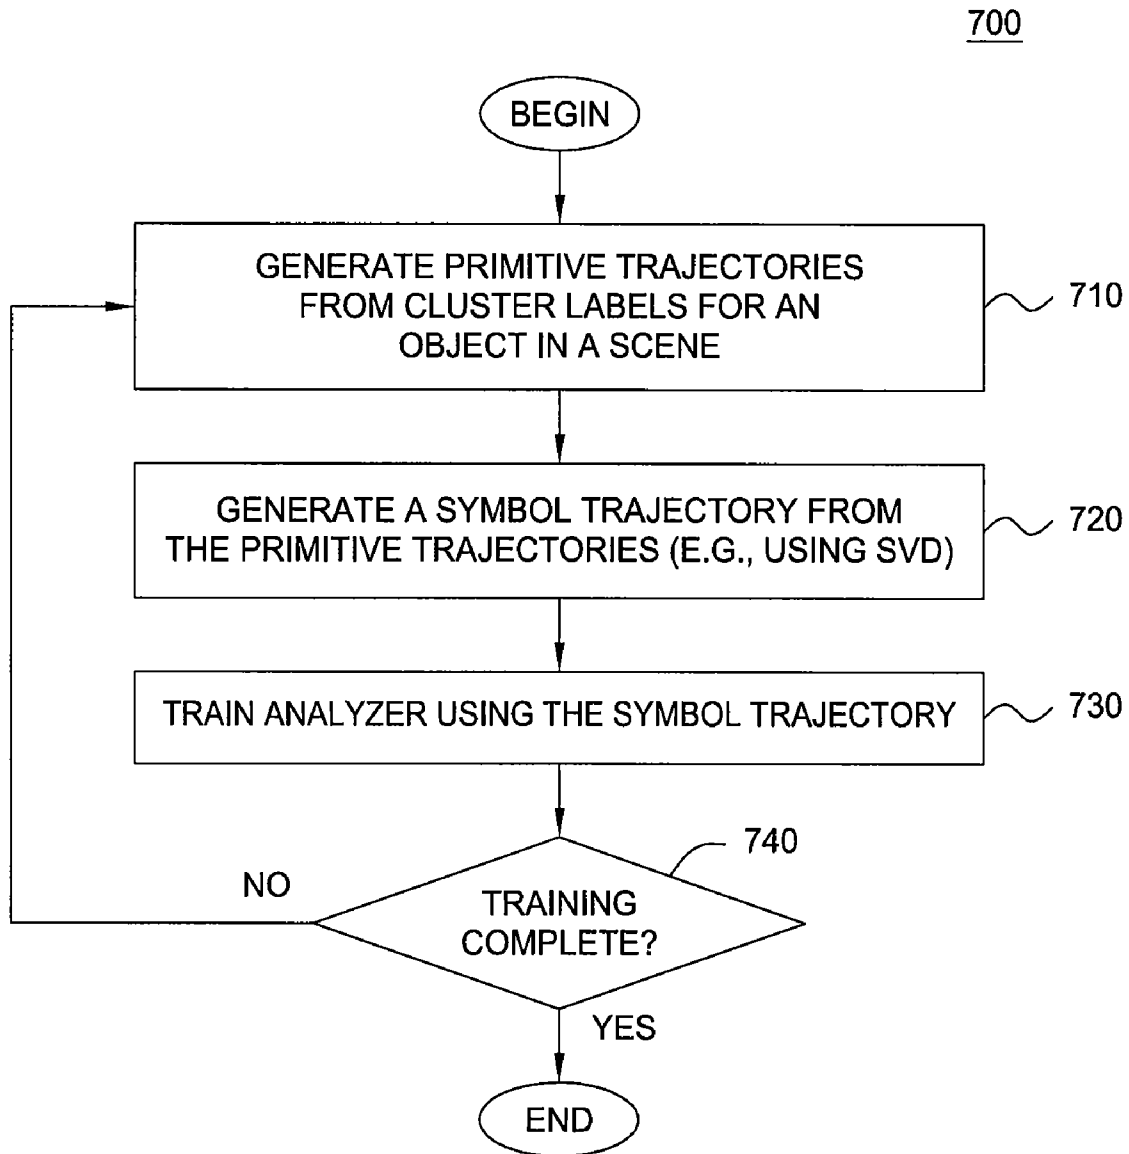 700
BEGIN
GENERATE PRIMITIVE TRAJECTORIES
FROM CLUSTER LABELS FOR AN
OBJECT IN A SCENE
710
GENERATE A SYMBOL TRAJECTORY FROM
THE PRIMITIVE TRAJECTORIES (E.G., USING SVD)
720
TRAIN ANALYZER USING THE SYMBOL TRAJECTORY
730
740
NO
TRAINING
COMPLETE?
YES
END